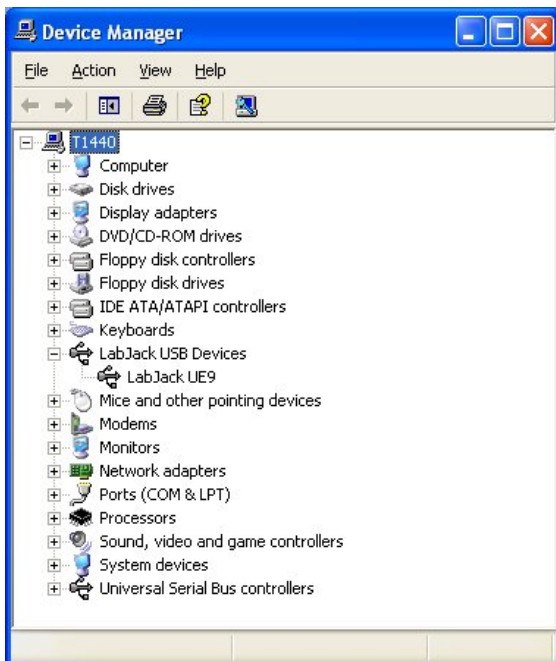 Device Manager
File Action View Help
T1440
Computer
Disk drives
Display adapters
DVD/CD-ROM drives
Floppy disk controllers
Floppy disk drives
IDE ATA/ATAPI controllers
Keyboards
LabJack USB Devices
LabJack UE9
Mice and other pointing devices
Modems
Monitors
Network adapters
Ports (COM & LPT)
Processors
Sound, video and game controllers
System devices
Universal Serial Bus controllers